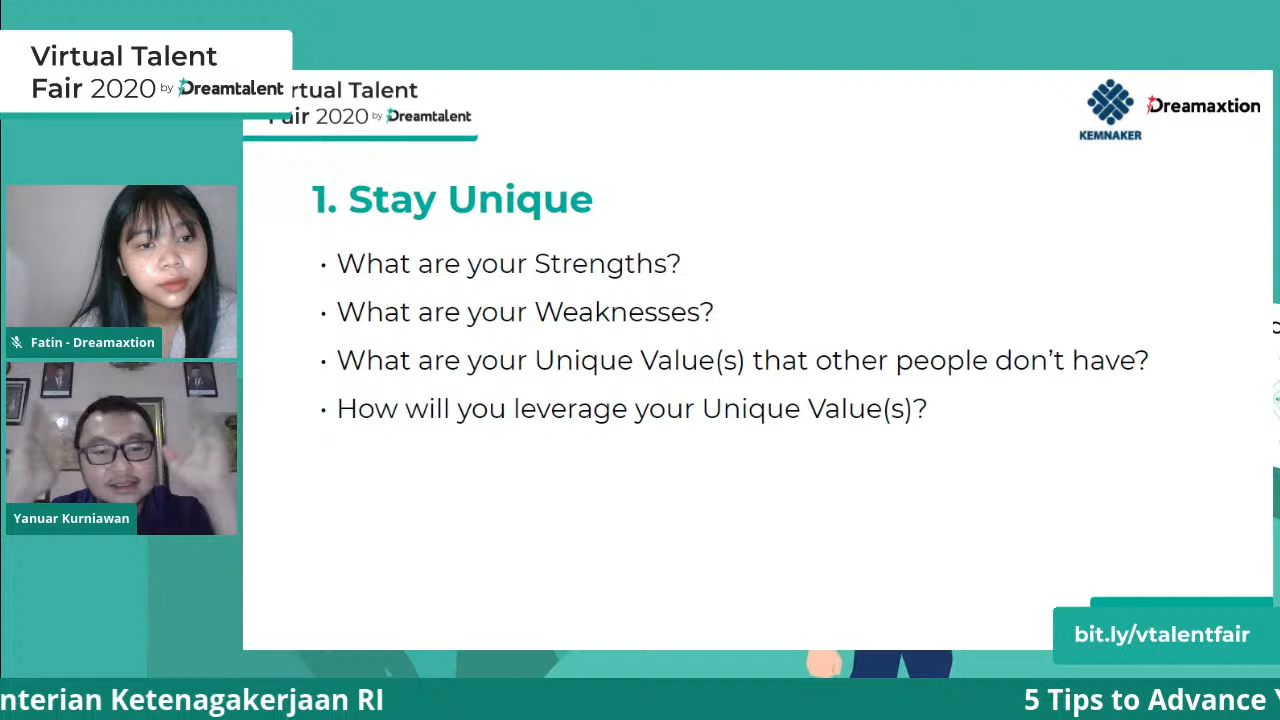 Virtual Talent
Fair 2020 by Dreamtalent
rtual Talent
Fair 2020 by Dreamtalent
KEMNAKER
Dreamaxtion
1. Stay Unique
• What are your Strengths?
• What are your Weaknesses?
• What are your Unique Value(s) that other people don't have?
• How will you leverage your Unique Value(s)?
Fatin - Dreamaxtion
Yanuar Kurniawan
bit.ly/vtalentfair
nterian Ketenagakerjaan RI
5 Tips to Advance Y